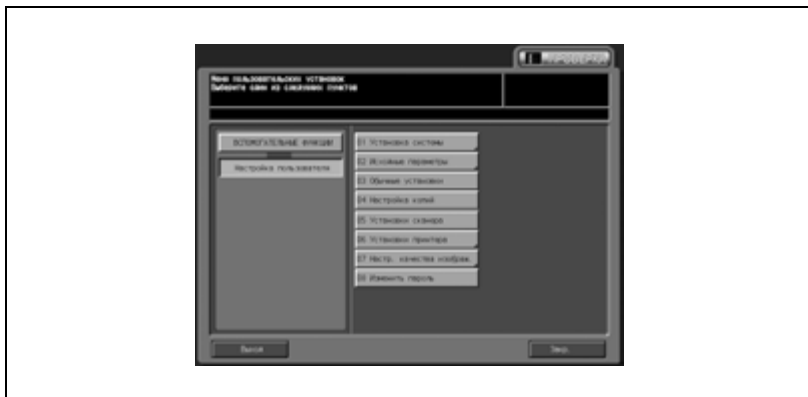 ПРОВЕРКА
Меню пользовательских установок
Выберите один из следующих пунктов
ВСПОМОГАТЕЛЬНЫЕ ФУНКЦИИ
Настройка пользователя
01 Установка системы
02 Исходные параметры
03 Обычные установки
04 Настройка копий
05 Установки сканера
06 Установки принтера
07 Настр. качества изображ.
08 Изменить пароль
Выход
Закр.